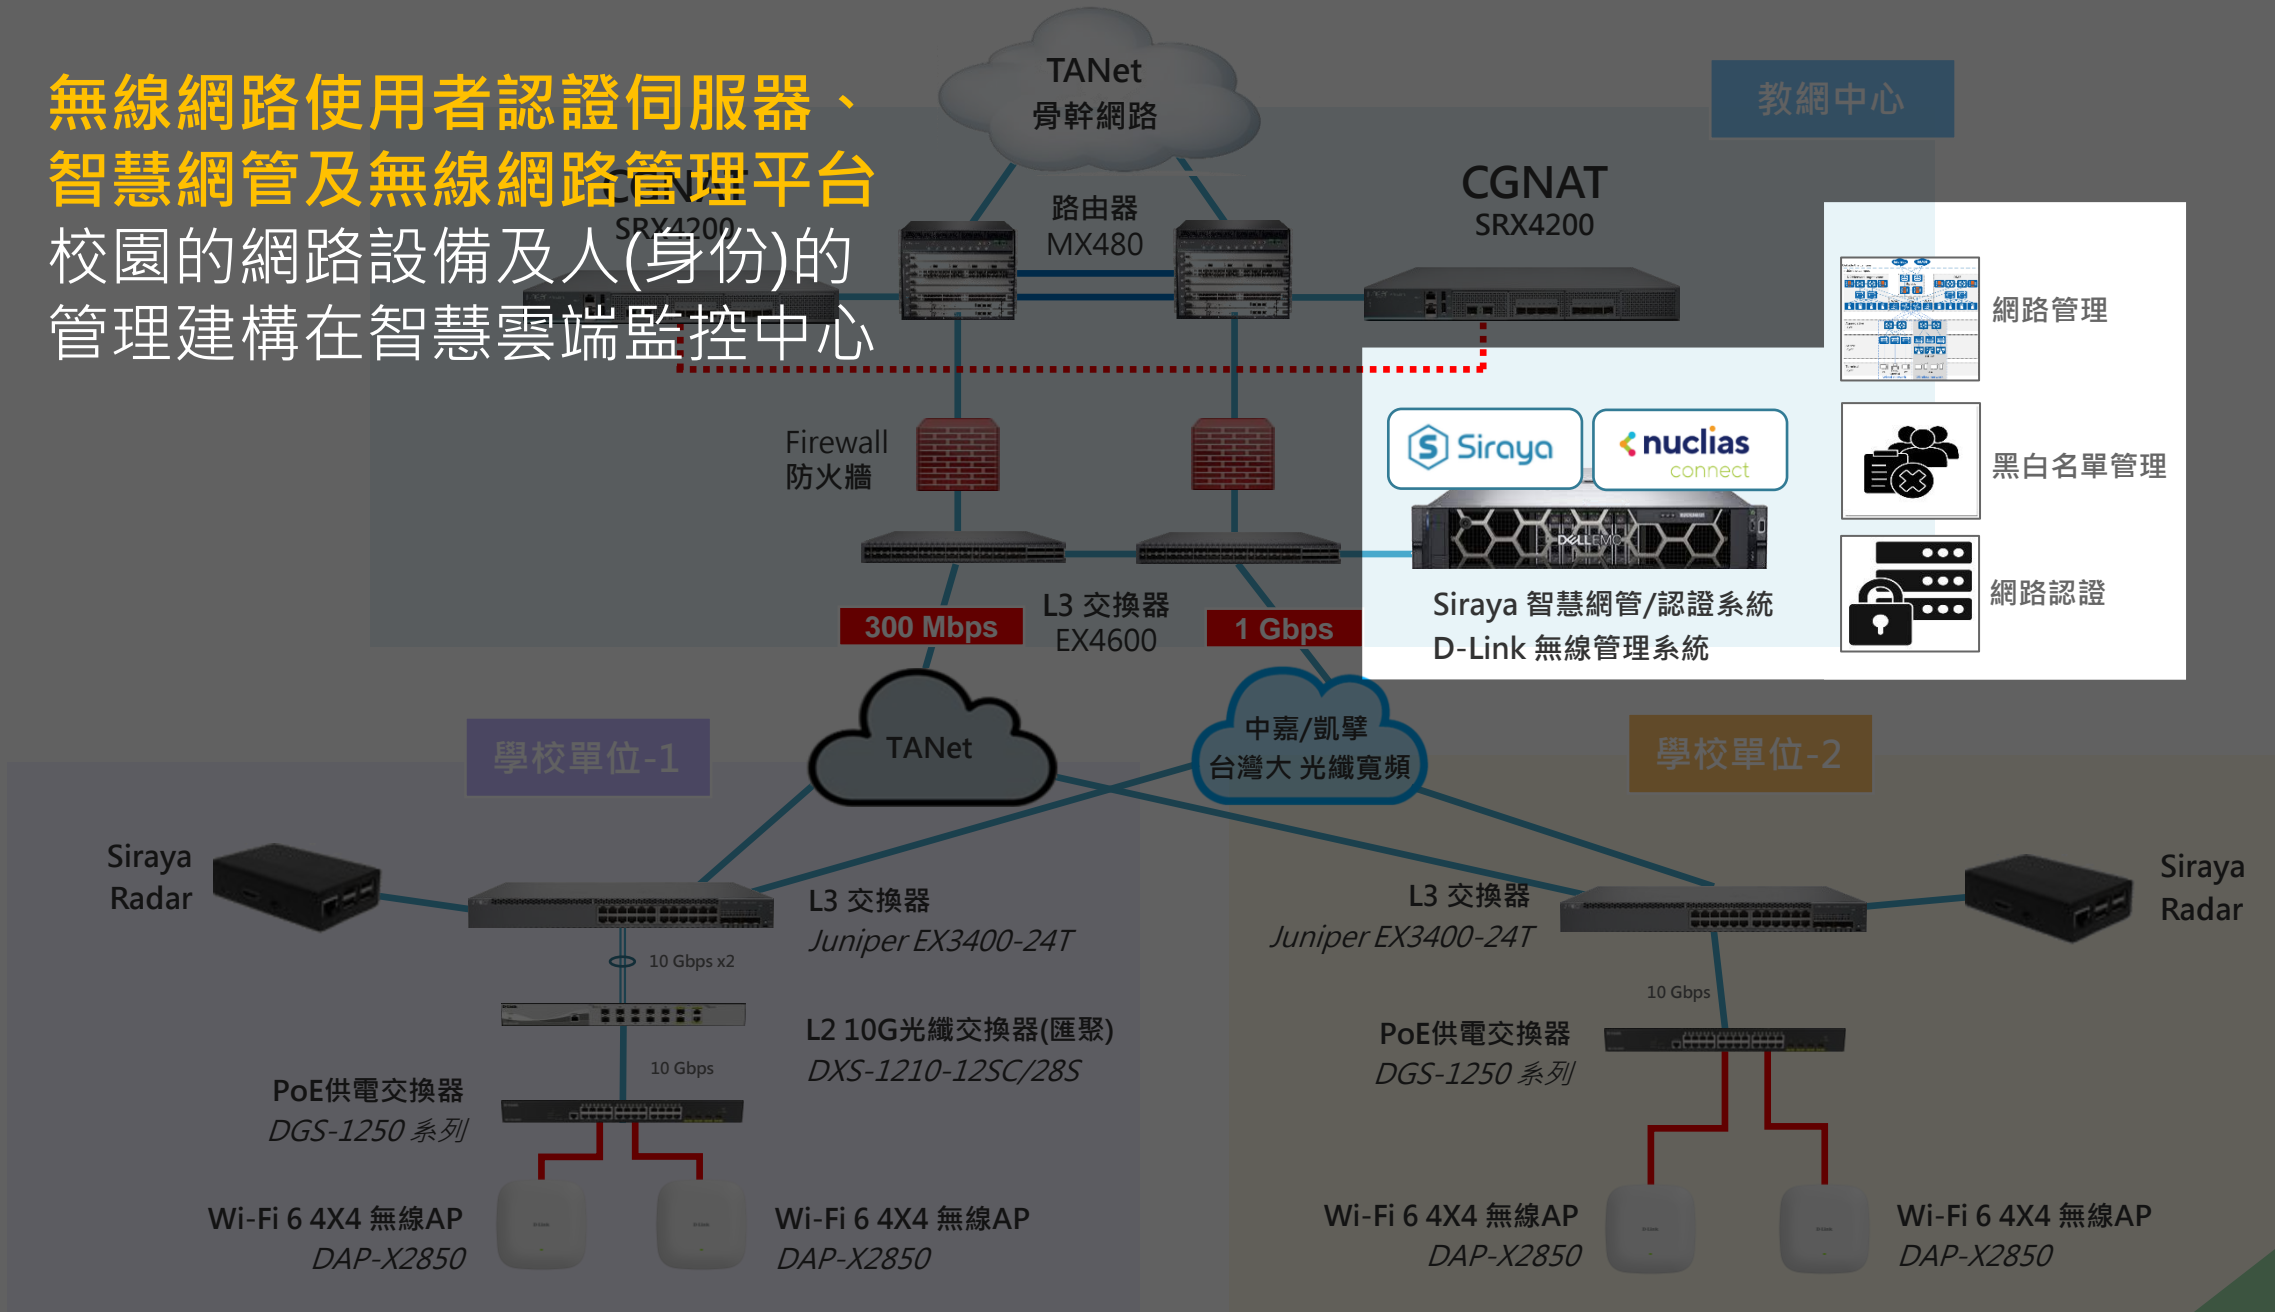 無線網路使用者認證伺服器、
智慧網管及無線網路管理平台
校園的網路設備及人(身份)的
管理建構在智慧雲端監控中心
TANet
骨幹網路
教網中心
CGNAT
SRX4200
路由器
MX480
CGNAT
SRX4200
網路管理
Firewall
防火牆
Siraya
nuclias
connect
黑白名單管理
DELLEMC
網路認證
300 Mbps
L3 交換器
EX4600
1 Gbps
Siraya 智慧網管/認證系統
D-Link 無線管理系統
學校單位-1
TANet
中嘉/凱擘
台灣大 光纖寬頻
學校單位-2
Siraya
Radar
L3 交換器
Juniper EX3400-24T
10 Gbps x2
L2 10G光纖交換器(匯聚)
DXS-1210-12SC/28S
10 Gbps
PoE供電交換器
DGS-1250 系列
Wi-Fi 6 4X4 無線AP
DAP-X2850
Wi-Fi 6 4X4 無線AP
DAP-X2850
L3 交換器
Juniper EX3400-24T
Siraya
Radar
10 Gbps
PoE供電交換器
DGS-1250 系列
Wi-Fi 6 4X4 無線AP
DAP-X2850
Wi-Fi 6 4X4 無線AP
DAP-X2850